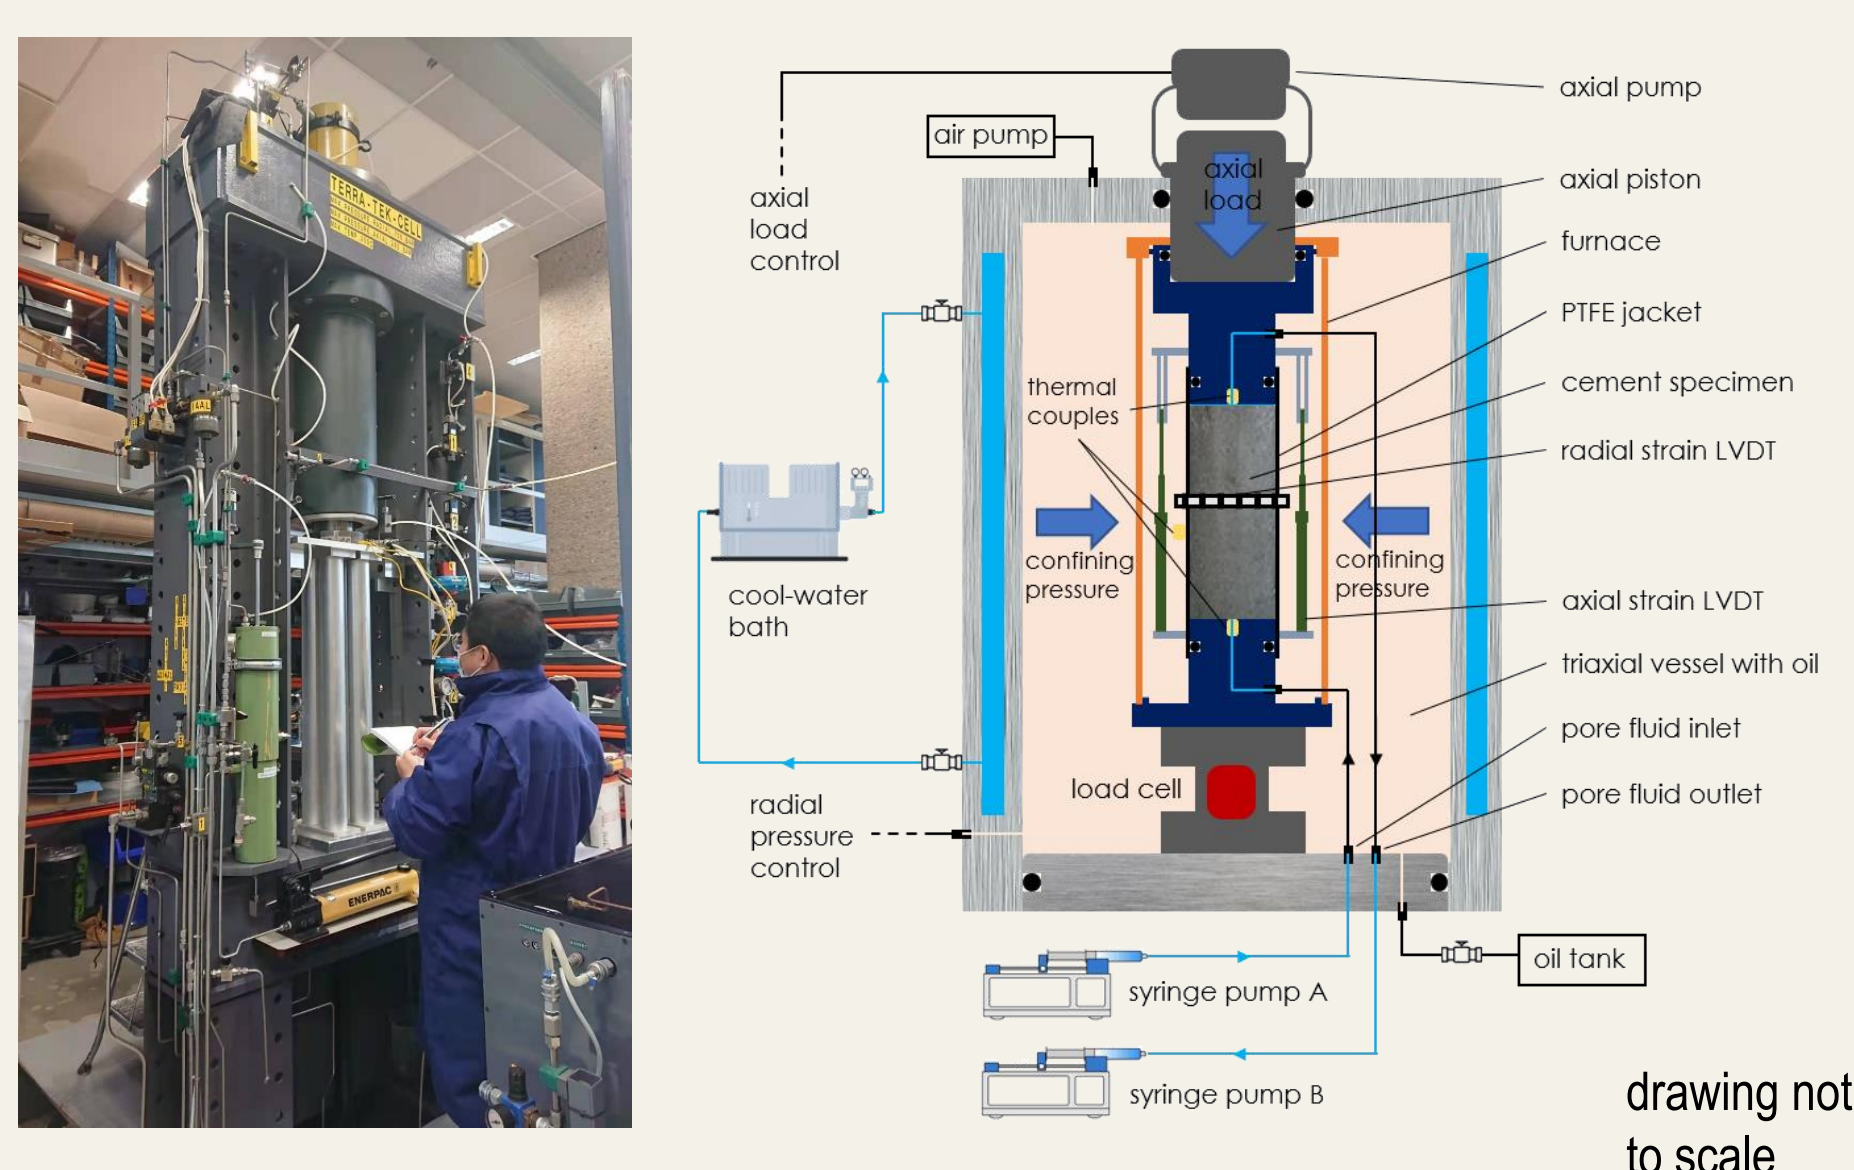 TERRA-TEK-CELL
ENERPAC
axial pump
air pump
axial
load
axial piston
axial
load
control
furnace
PTFE jacket
thermal
couples
cement specimen
radial strain LVDT
confining
pressure
confining
pressure
cool-water
bath
axial strain LVDT
triaxial vessel with oil
pore fluid inlet
load cell
pore fluid outlet
radial
pressure
control
oil tank
syringe pump A
syringe pump B
drawing not
to scale